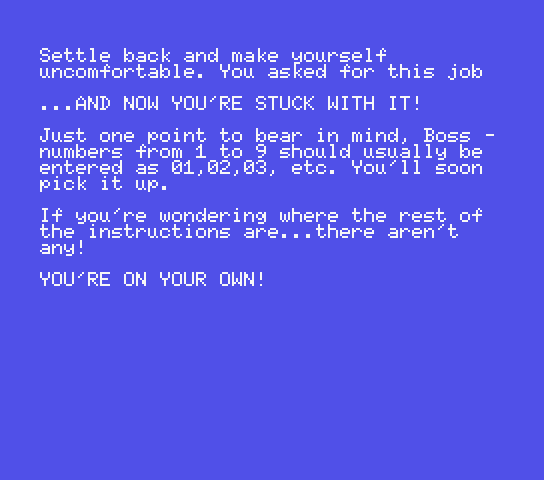 Settle back and make yourself
uncomfortable. You asked for this job
...AND NOW YOU'RE STUCK WITH IT!
Just one point to bear in mind, Boss -
numbers from 1 to 9 should usually be
entered as 01,02,03, etc. You'll soon
pick it up.
If you're wondering where the rest of
the instructions are...there aren't
any!
YOU'RE ON YOUR OWN!